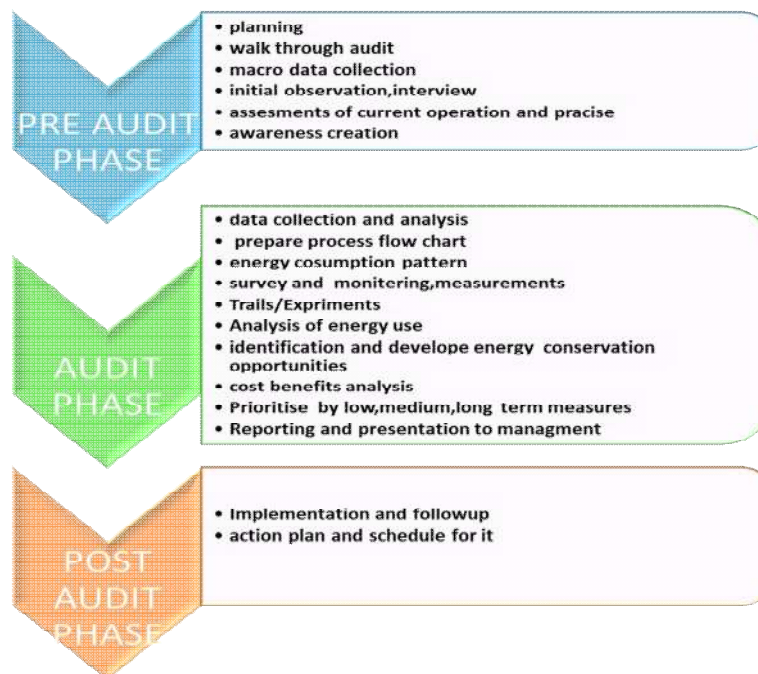 PRE AUDIT
PHASE
• planning
• walk through audit
• macro data collection
• initial observation,interview
• assesments of current operation and pracise
• awareness creation
AUDIT
PHASE
• data collection and analysis
• prepare process flow chart
• energy cosumption pattern
• survey and monitering,measurements
• Trails/Expriments
• Analysis of energy use
• identification and develope energy conservation
opportunities
• cost benefits analysis
• Prioritise by low,medium,long term measures
• Reporting and presentation to managment
POST
AUDIT
PHASE
• Implementation and followup
• action plan and schedule for it